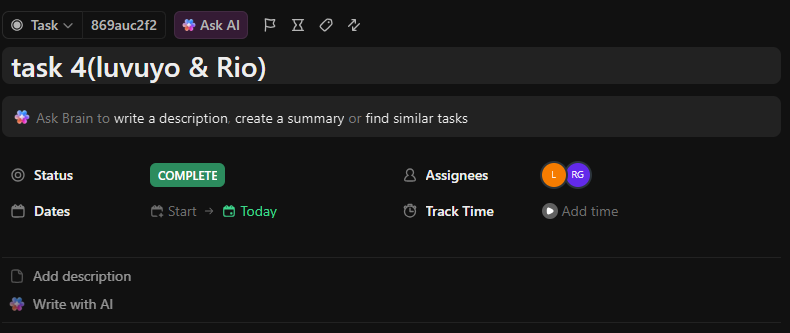 Task 869auc2f2 Ask AI
task 4(luvuyo & Rio)
Ask Brain to write a description, create a summary or find similar tasks
Status COMPLETE Assignees L RG
Dates Start → Today Track Time Add time
Add description
Write with AI